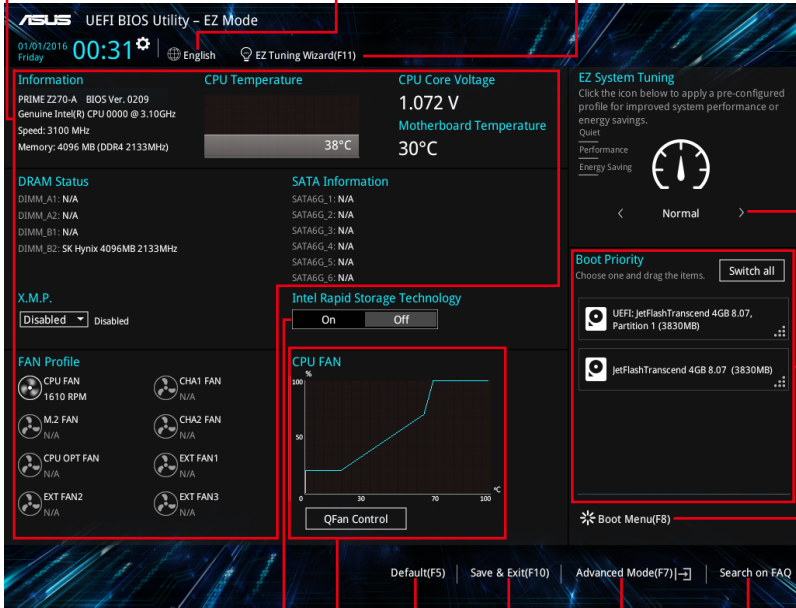 ASUS UEFI BIOS Utility – EZ Mode
01/01/2016
Friday
00:31
English
EZ Tuning Wizard(F11)
Information
PRIME Z270-A BIOS Ver. 0209
Genuine Intel(R) CPU 0000 @ 3.10GHz
Speed: 3100 MHz
Memory: 4096 MB (DDR4 2133MHz)
CPU Temperature
38°C
CPU Core Voltage
1.072 V
Motherboard Temperature
30°C
EZ System Tuning
Click the icon below to apply a pre-configured
profile for improved system performance or
energy savings.
Quiet
Performance
Energy Saving
Normal
DRAM Status
DIMM_A1: N/A
DIMM_A2: N/A
DIMM_B1: N/A
DIMM_B2: SK Hynix 4096MB 2133MHz
SATA Information
SATA6G_1: N/A
SATA6G_2: N/A
SATA6G_3: N/A
SATA6G_4: N/A
SATA6G_5: N/A
SATA6G_6: N/A
Boot Priority
Choose one and drag the items.
Switch all
UEFI: JetFlashTranscend 4GB 8.07,
Partition 1 (3830MB)
JetFlashTranscend 4GB 8.07 (3830MB)
X.M.P.
Disabled Disabled
Intel Rapid Storage Technology
On Off
FAN Profile
CPU FAN
1610 RPM
CHA1 FAN
N/A
M.2 FAN
N/A
CHA2 FAN
N/A
CPU OPT FAN
N/A
EXT FAN1
N/A
EXT FAN2
N/A
EXT FAN3
N/A
CPU FAN
%
100
50
°C
0 30 70 100
QFan Control
Boot Menu(F8)
Default(F5)
Save & Exit(F10)
Advanced Mode(F7)
Search on FAQ